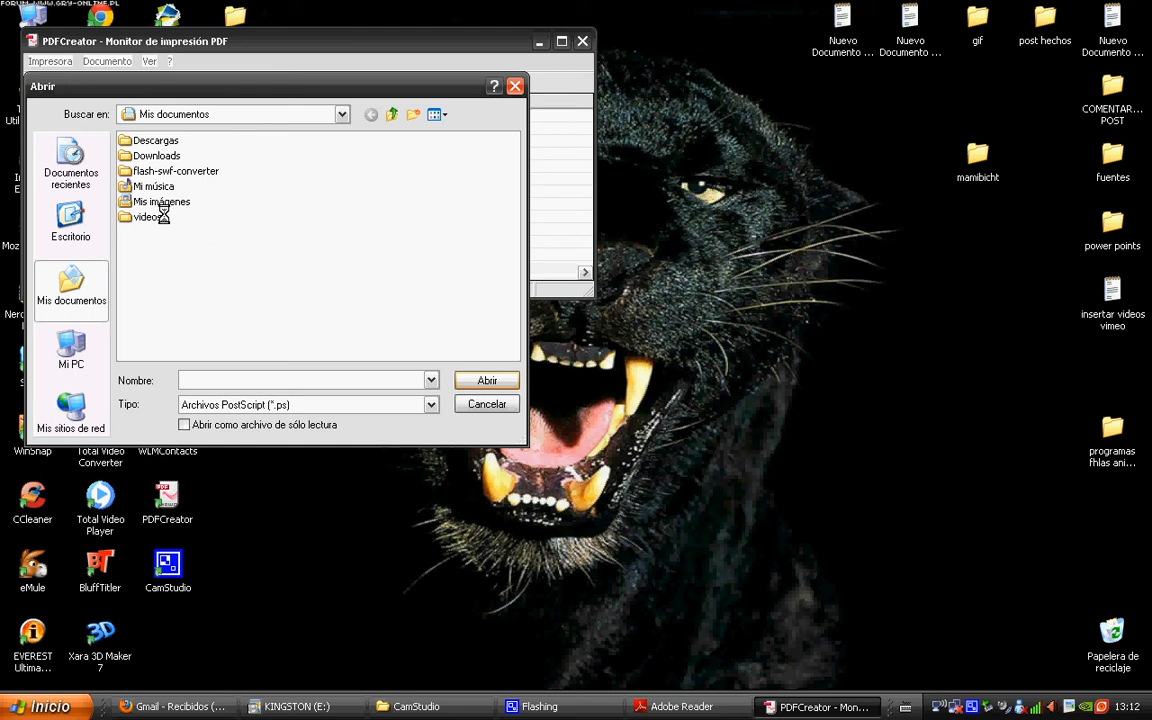 FORUM.WWW.GRY-ONLINE.PL
PDFCreator - Monitor de impresión PDF
Impresora Documento Ver ?
Abrir
Buscar en:
Mis documentos
Descargas
Downloads
flash-swf-converter
Mi música
Mis imágenes
videos
Documentos
recientes
Escritorio
Mis documentos
Mi PC
Mis sitios de red
Nombre:
Abrir
Tipo:
Archivos PostScript (*.ps)
Cancelar
Abrir como archivo de sólo lectura
Nuevo
Documento ...
Nuevo
Documento ...
gif
post hechos
Nuevo
Documento ...
COMENTAR...
POST
mamibicht
fuentes
power points
insertar videos
vimeo
programas
fhlas ani...
Papelera de
reciclaje
WinSnap
Total Video
Converter
WLMContacts
CCleaner
Total Video
Player
PDFCreator
eMule
BluffTitler
CamStudio
EVEREST
Ultima...
Xara 3D Maker
7
Inicio
Gmail - Recibidos (...
KINGSTON (E:)
CamStudio
Flashing
Adobe Reader
PDFCreator - Mon...
13:12